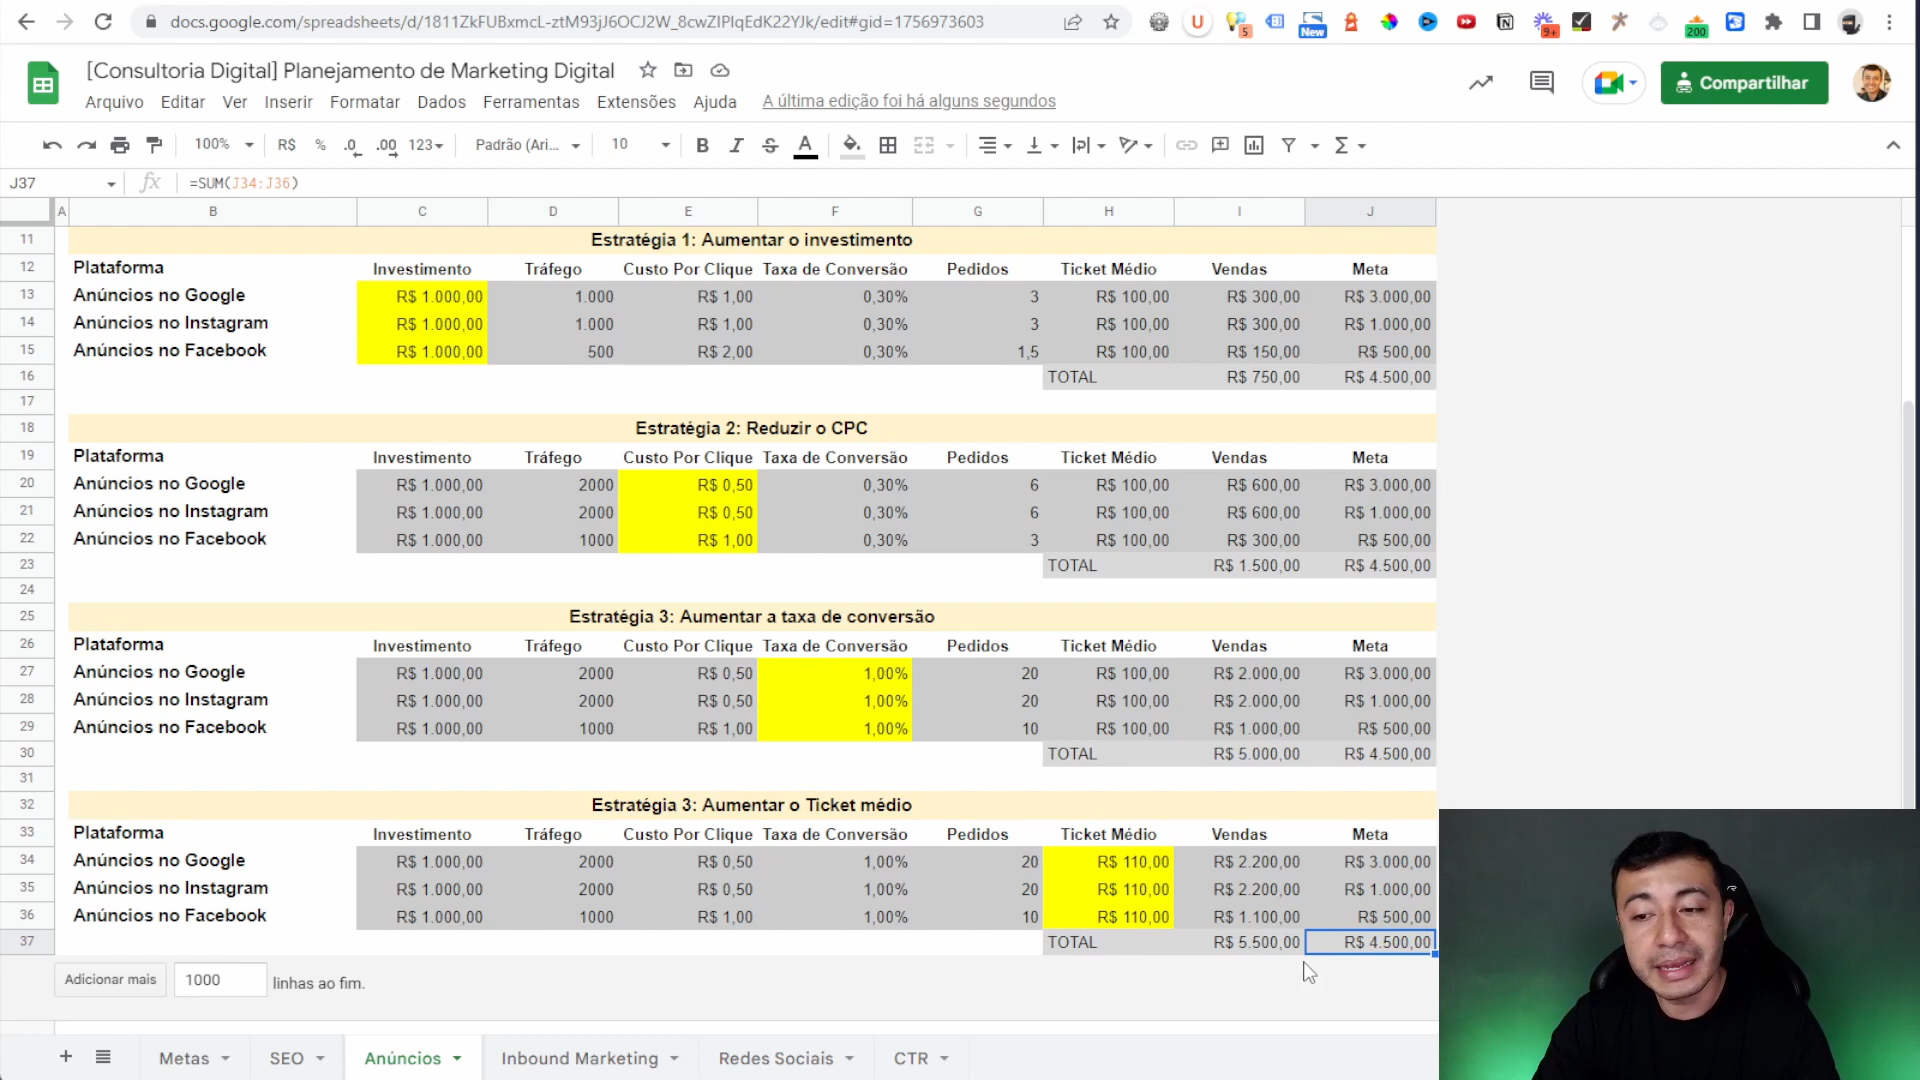 docs.google.com/spreadsheets/d/1811ZkFUBxmcL-ztM93jJ6OCJ2W_8cwZIPlqEdK22YJk/edit#gid=1756973603
U
5
New
9+
200
[Consultoria Digital] Planejamento de Marketing Digital
Arquivo Editar Ver Inserir Formatar Dados Ferramentas Extensões Ajuda A última edição foi há alguns segundos
Compartilhar
100% R$ % .0 .00 123 Padrão (Ari... 10 B I S A
J37 fx =SUM(J34:J36)
A B C D E F G H I J
11 Estratégia 1: Aumentar o investimento
12 Plataforma Investimento Tráfego Custo Por Clique Taxa de Conversão Pedidos Ticket Médio Vendas Meta
13 Anúncios no Google R$ 1.000,00 1.000 R$ 1,00 0,30% 3 R$ 100,00 R$ 300,00 R$ 3.000,00
14 Anúncios no Instagram R$ 1.000,00 1.000 R$ 1,00 0,30% 3 R$ 100,00 R$ 300,00 R$ 1.000,00
15 Anúncios no Facebook R$ 1.000,00 500 R$ 2,00 0,30% 1,5 R$ 100,00 R$ 150,00 R$ 500,00
16 TOTAL R$ 750,00 R$ 4.500,00
17
18 Estratégia 2: Reduzir o CPC
19 Plataforma Investimento Tráfego Custo Por Clique Taxa de Conversão Pedidos Ticket Médio Vendas Meta
20 Anúncios no Google R$ 1.000,00 2000 R$ 0,50 0,30% 6 R$ 100,00 R$ 600,00 R$ 3.000,00
21 Anúncios no Instagram R$ 1.000,00 2000 R$ 0,50 0,30% 6 R$ 100,00 R$ 600,00 R$ 1.000,00
22 Anúncios no Facebook R$ 1.000,00 1000 R$ 1,00 0,30% 3 R$ 100,00 R$ 300,00 R$ 500,00
23 TOTAL R$ 1.500,00 R$ 4.500,00
24
25 Estratégia 3: Aumentar a taxa de conversão
26 Plataforma Investimento Tráfego Custo Por Clique Taxa de Conversão Pedidos Ticket Médio Vendas Meta
27 Anúncios no Google R$ 1.000,00 2000 R$ 0,50 1,00% 20 R$ 100,00 R$ 2.000,00 R$ 3.000,00
28 Anúncios no Instagram R$ 1.000,00 2000 R$ 0,50 1,00% 20 R$ 100,00 R$ 2.000,00 R$ 1.000,00
29 Anúncios no Facebook R$ 1.000,00 1000 R$ 1,00 1,00% 10 R$ 100,00 R$ 1.000,00 R$ 500,00
30 TOTAL R$ 5.000,00 R$ 4.500,00
31
32 Estratégia 3: Aumentar o Ticket médio
33 Plataforma Investimento Tráfego Custo Por Clique Taxa de Conversão Pedidos Ticket Médio Vendas Meta
34 Anúncios no Google R$ 1.000,00 2000 R$ 0,50 1,00% 20 R$ 110,00 R$ 2.200,00 R$ 3.000,00
35 Anúncios no Instagram R$ 1.000,00 2000 R$ 0,50 1,00% 20 R$ 110,00 R$ 2.200,00 R$ 1.000,00
36 Anúncios no Facebook R$ 1.000,00 1000 R$ 1,00 1,00% 10 R$ 110,00 R$ 1.100,00 R$ 500,00
37 TOTAL R$ 5.500,00 R$ 4.500,00
Adicionar mais 1000 linhas ao fim.
Metas SEO Anúncios Inbound Marketing Redes Sociais CTR